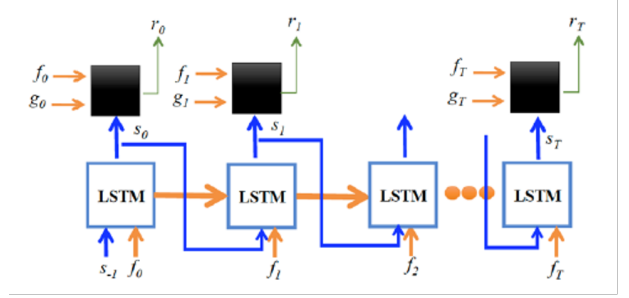 r0 r1 rT
f0 f1 fT
g0 g1 gT
s0 s1 sT
LSTM LSTM LSTM LSTM
s-1 f0 f1 f2 fT